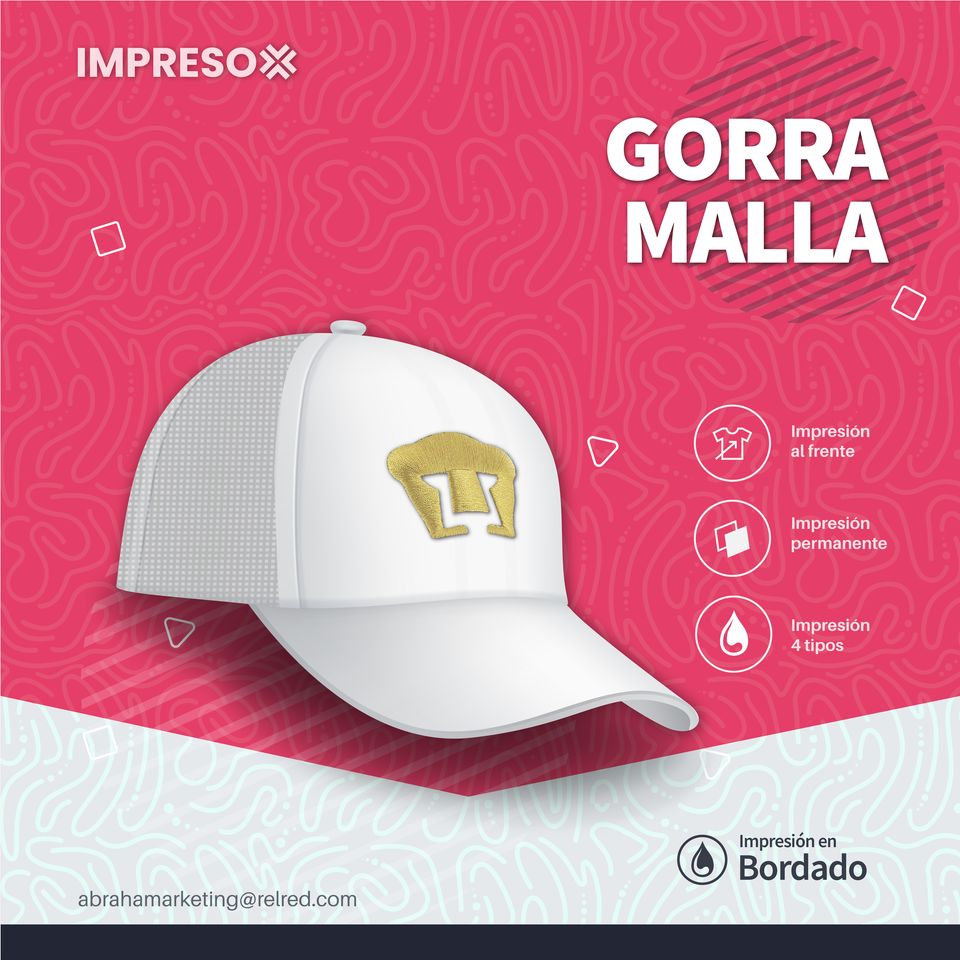 IMPRESO
GORRA
MALLA
Impresión
al frente
Impresión
permanente
Impresión
4 tipos
Impresión en
Bordado
abrahamarketing@relred.com